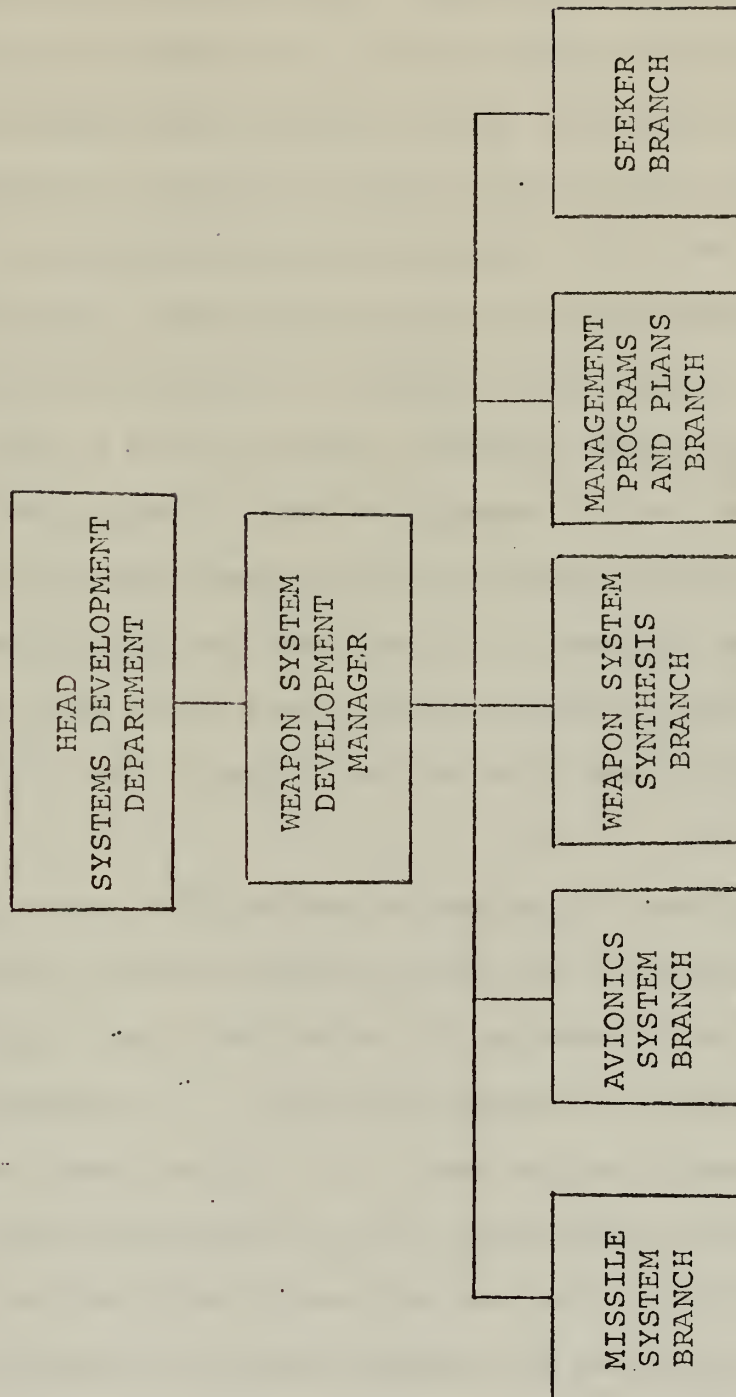 HEAD
SYSTEMS DEVELOPMENT
DEPARTMENT
WEAPON SYSTEM
DEVELOPMENT
MANAGER
MISSILE
SYSTEM
BRANCH
AVIONICS
SYSTEM
BRANCH
WEAPON SYSTEM
SYNTHESIS
BRANCH
MANAGEMENT
PROGRAMS
AND PLANS
BRANCH
SEEKER
BRANCH